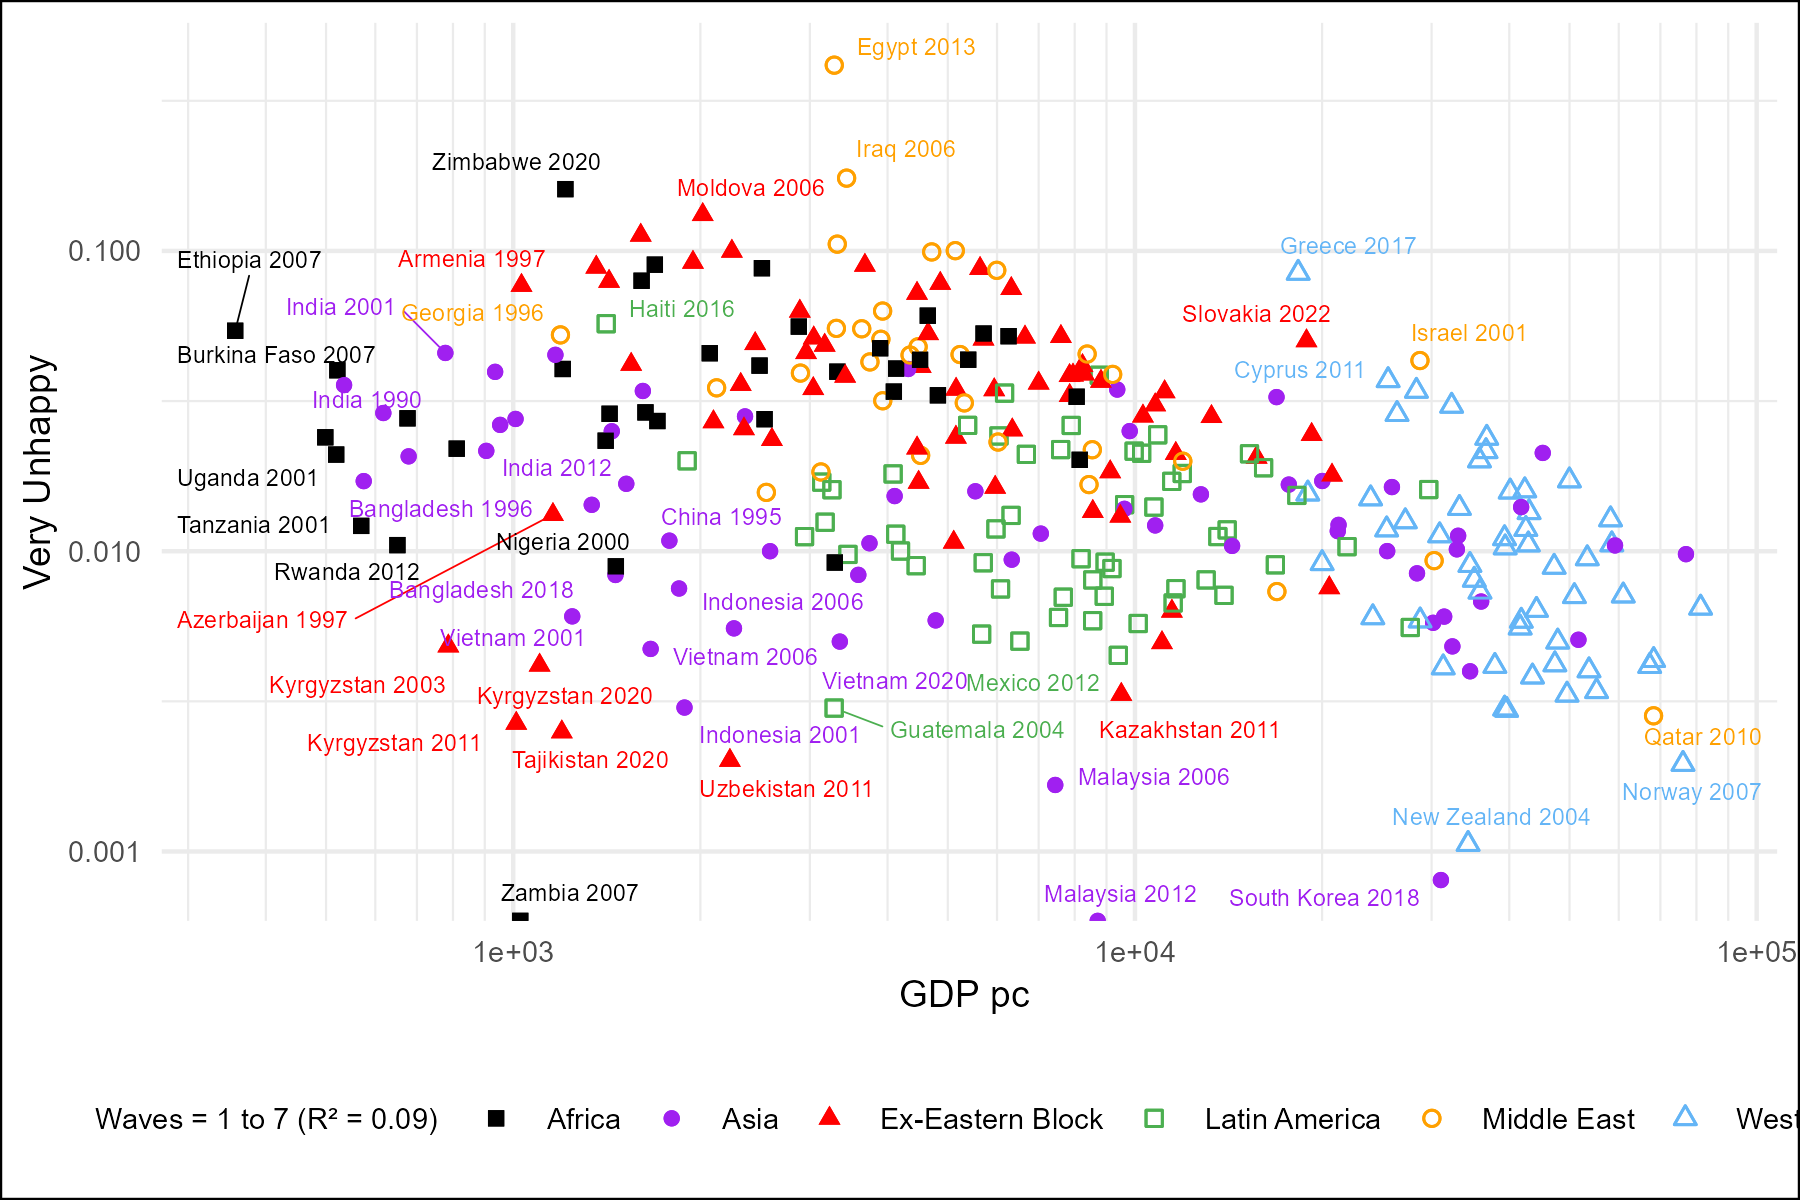 Egypt 2013
Iraq 2006
Zimbabwe 2020
Moldova 2006
0.100
Ethiopia 2007
Armenia 1997
Greece 2017
India 2001
Georgia 1996
Haiti 2016
Slovakia 2022
Israel 2001
Burkina Faso 2007
Cyprus 2011
India 1990
Uganda 2001
India 2012
Bangladesh 1996
China 1995
Tanzania 2001
Nigeria 2000
0.010
Rwanda 2012
Bangladesh 2018
Indonesia 2006
Azerbaijan 1997
Vietnam 2001
Vietnam 2006
Kyrgyzstan 2003
Kyrgyzstan 2020
Vietnam 2020
Mexico 2012
Kyrgyzstan 2011
Tajikistan 2020
Indonesia 2001
Guatemala 2004
Kazakhstan 2011
Qatar 2010
Uzbekistan 2011
Malaysia 2006
Norway 2007
New Zealand 2004
0.001
Zambia 2007
Malaysia 2012
South Korea 2018
Very Unhappy
1e+03
1e+04
1e+05
GDP pc
Waves = 1 to 7 (R² = 0.09)
Africa
Asia
Ex-Eastern Block
Latin America
Middle East
West